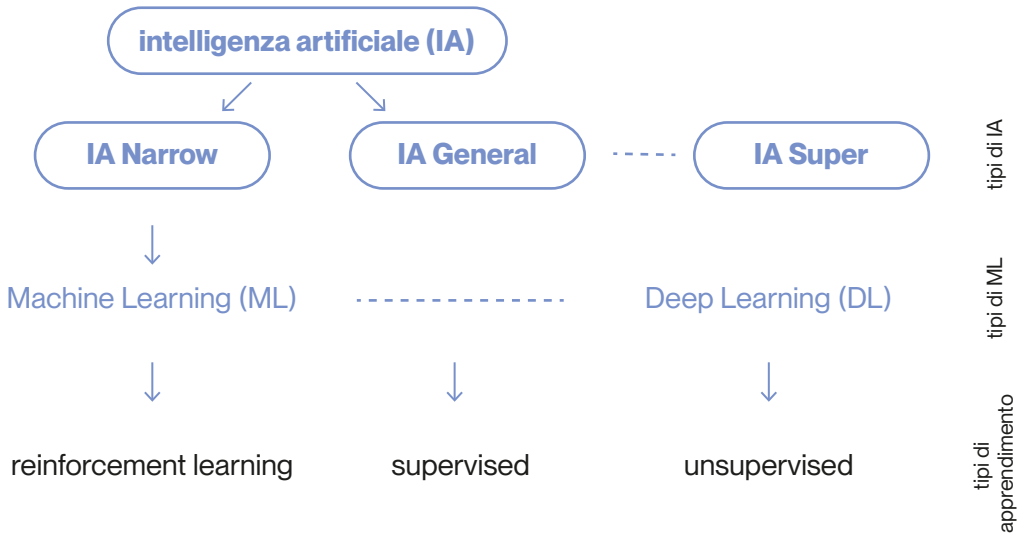 intelligenza artificiale (IA)
IA Narrow
IA General
IA Super
tipi di IA
Machine Learning (ML)
Deep Learning (DL)
tipi di ML
reinforcement learning
supervised
unsupervised
tipi di
apprendimento